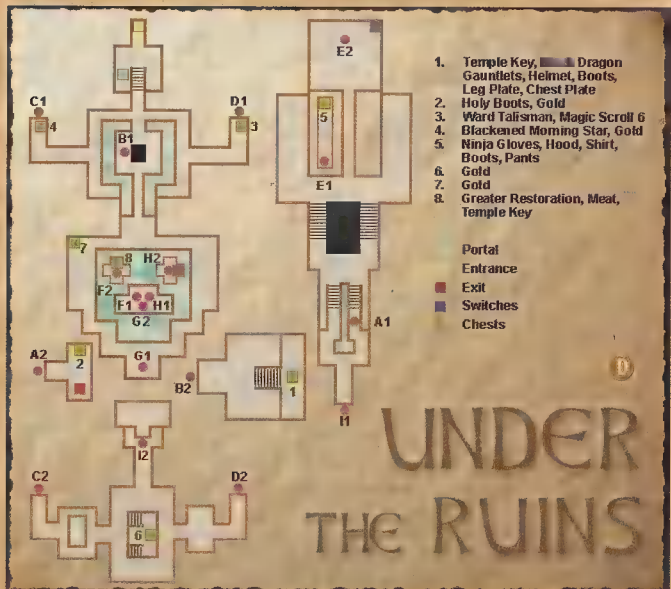 1. Temple Key, Dragon
Gauntlets, Helmet, Boots,
Leg Plate, Chest Plate
2. Holy Boots, Gold
3. Ward Talisman, Magic Scroll 6
4. Blackened Morning Star, Gold
5. Ninja Gloves, Hood, Shirt,
Boots, Pants
6. Gold
7. Gold
8. Greater Restoration, Meat,
Temple Key
Portal
Entrance
Exit
Switches
Chests
E2
C1
D1
4
3
B1
5
E1
7
8
H2
F2
F1
H1
G2
A1
A2
2
G1
B2
1
I1
I2
C2
D2
6
D
UNDER
THE RUINS